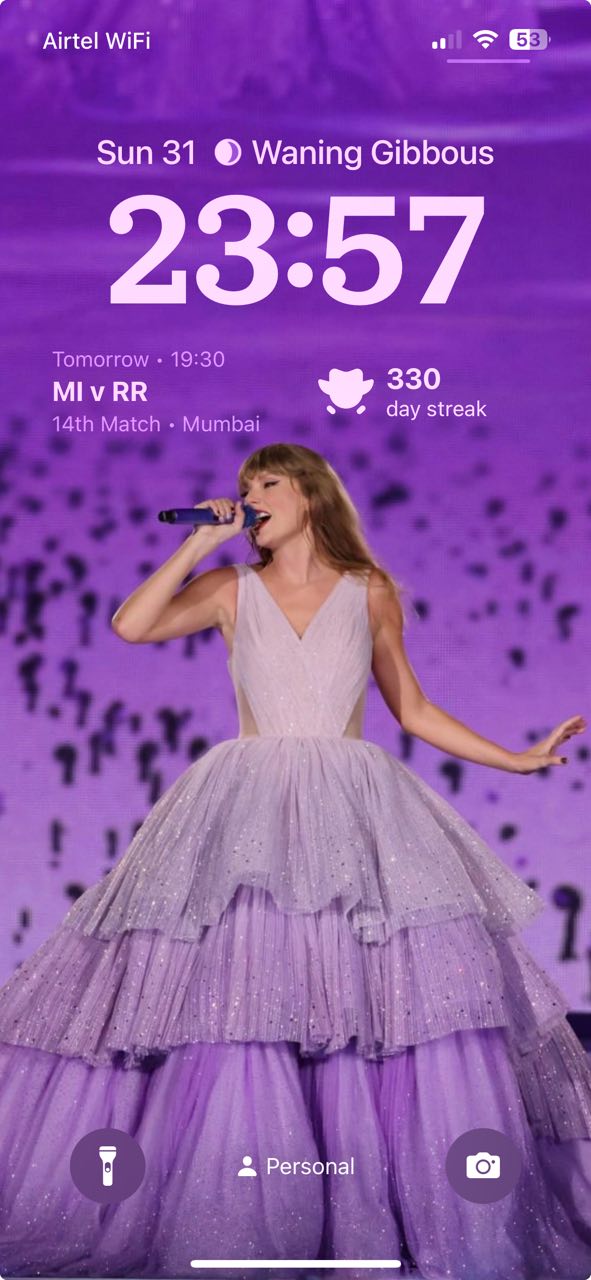 Airtel WiFi 53
Sun 31 Waning Gibbous
23:57
Tomorrow • 19:30
MI v RR
14th Match • Mumbai
330
day streak
Personal